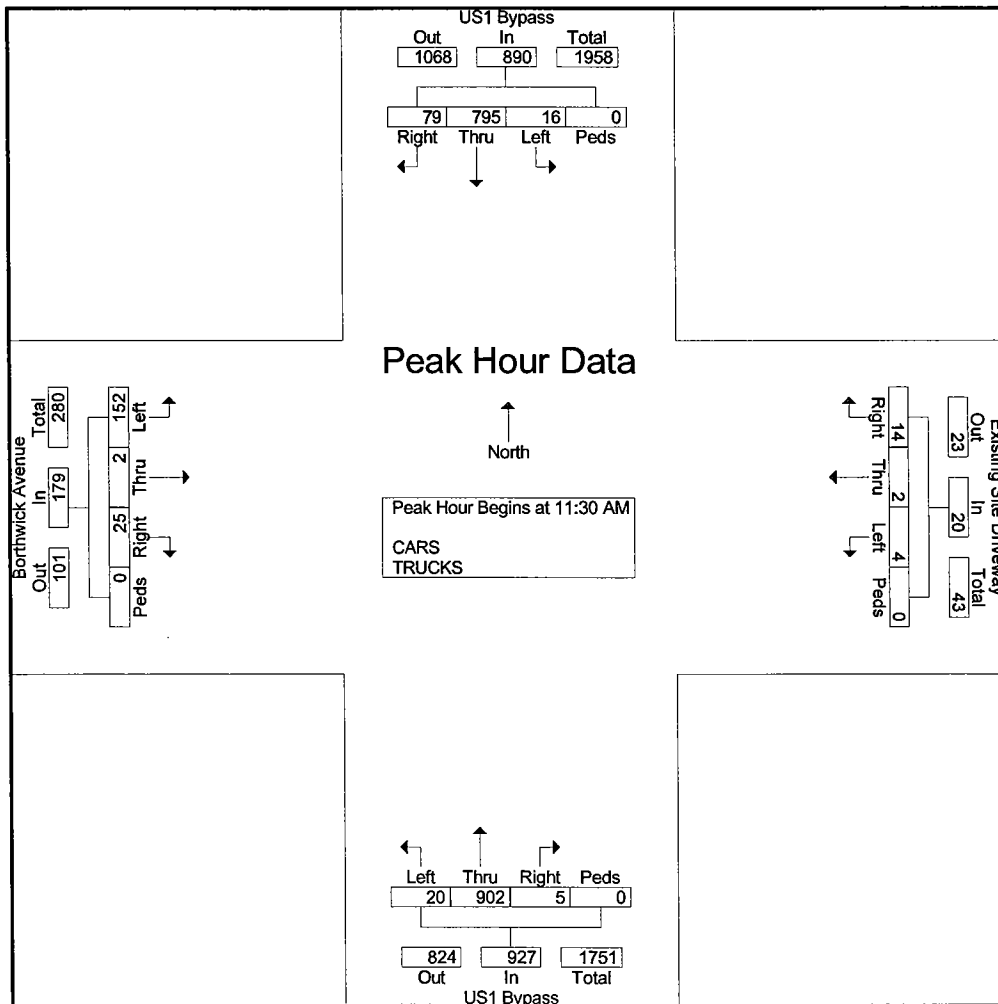 US1 Bypass
Out In Total
1068 890 1958
79 795 16 0
Right Thru Left Peds
Peak Hour Data
North
Peak Hour Begins at 11:30 AM
CARS
TRUCKS
Borthwick Avenue
Out In Total
101 179 280
0 25 2 152
Peds Right Thru Left
Existing Site Driveway
Out In Total
23 20 43
14 2 4 0
Right Thru Left Peds
Left Thru Right Peds
20 902 5 0
824 927 1751
Out In Total
US1 Bypass